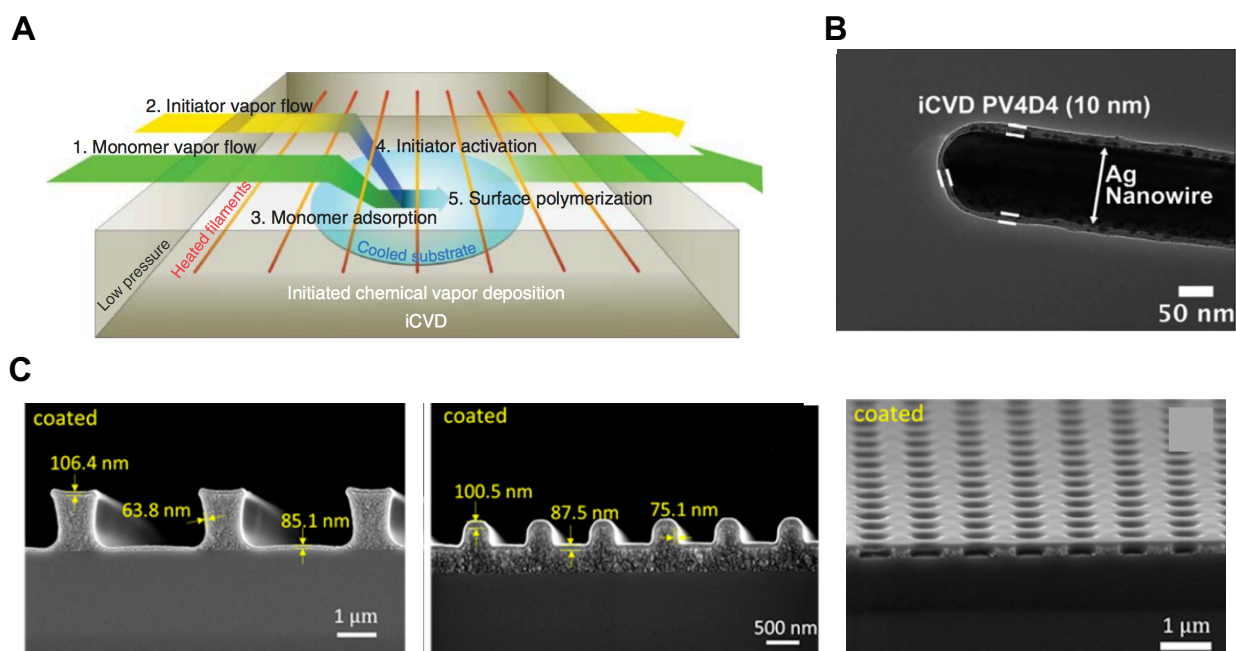 A
B
2. Initiator vapor flow
1. Monomer vapor flow
4. Initiator activation
5. Surface polymerization
3. Monomer adsorption
Heated filaments
Low pressure
Cooled substrate
Initiated chemical vapor deposition
iCVD
iCVD PV4D4 (10 nm)
Ag
Nanowire
50 nm
C
coated
106.4 nm
63.8 nm
85.1 nm
1 μm
coated
100.5 nm
87.5 nm
75.1 nm
500 nm
coated
1 μm